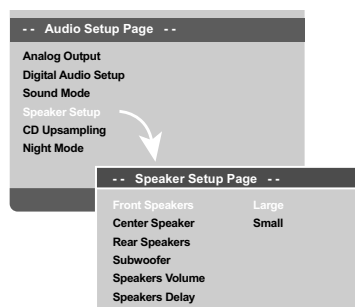 -- Audio Setup Page --
Analog Output
Digital Audio Setup
Sound Mode
Speaker Setup
CD Upsampling
Night Mode
-- Speaker Setup Page --
Front Speakers Large
Center Speaker Small
Rear Speakers
Subwoofer
Speakers Volume
Speakers Delay